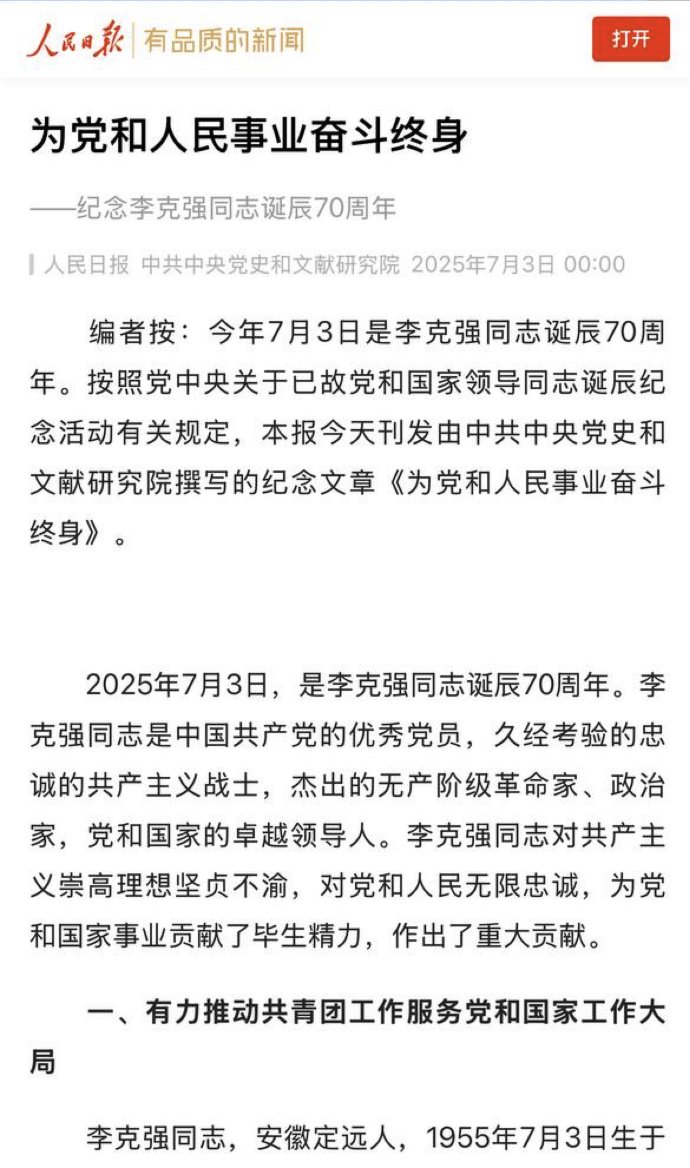 人民日报 有品质的新闻
打开
为党和人民事业奋斗终身
——纪念李克强同志诞辰70周年
人民日报 中共中央党史和文献研究院 2025年7月3日 00:00
编者按：今年7月3日是李克强同志诞辰70周
年。按照党中央关于已故党和国家领导同志诞辰纪
念活动有关规定，本报今天刊发由中共中央党史和
文献研究院撰写的纪念文章《为党和人民事业奋斗
终身》。
2025年7月3日，是李克强同志诞辰70周年。李
克强同志是中国共产党的优秀党员，久经考验的忠
诚的共产主义战士，杰出的无产阶级革命家、政治
家，党和国家的卓越领导人。李克强同志对共产主
义崇高理想坚贞不渝，对党和人民无限忠诚，为党
和国家事业贡献了毕生精力，作出了重大贡献。
一、有力推动共青团工作服务党和国家工作大
局
李克强同志，安徽定远人，1955年7月3日生于